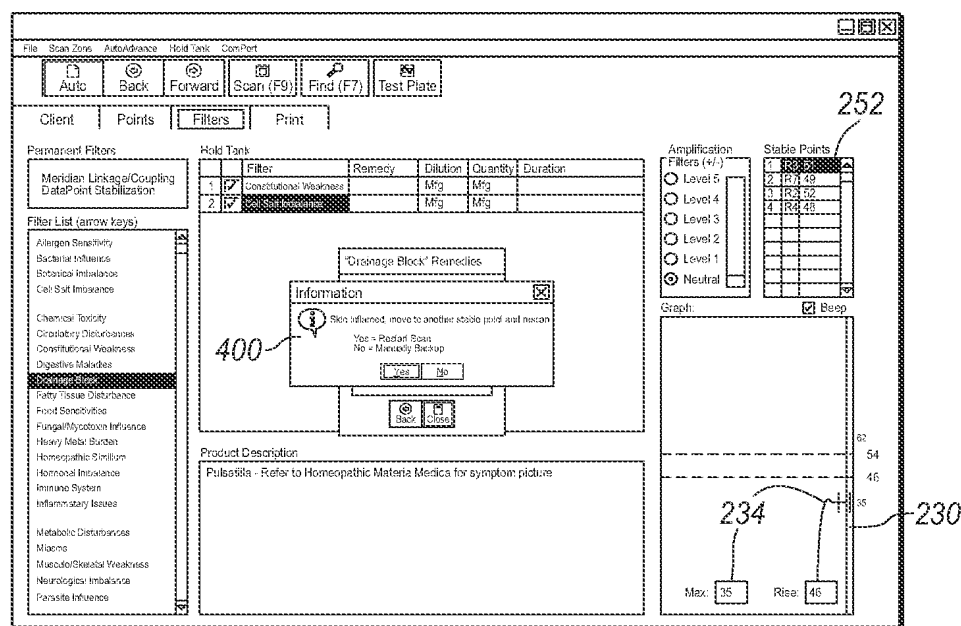 File Scan Zone AutoAdvance Hold Tank ComPort
Auto Back Forward Scan (F9) Find (F7) Test Plate
Client Points Filters Print
252
Permanent Filters
Meridian Linkage/Coupling
DataPoint Stabilization
Filter List (arrow keys)
Allergen Sensitivity
Bacterial Influence
Botanical Imbalance
Cell Salt Imbalance
Chemical Toxicity
Circulatory Disturbances
Constitutional Weakness
Digestive Maladies
Drainage Block
Fatty Tissue Disturbance
Food Sensitivities
Fungal/Mycotoxin Influence
Heavy Metal Burden
Homeopathic Simillum
Hormonal Imbalance
Immune System
Inflammatory Issues
Metabolic Disturbances
Miasms
Musculo/Skeletal Weakness
Neurological Imbalance
Parasite Influence
Hold Tank
Filter Remedy Dilution Quantity Duration
1 Constitutional Weakness Mfg Mfg
2 Mfg Mfg
"Drainage Block" Remedies
Information
Skin inflamed, move to another stable point and rescan
Yes = Restart Scan
No = Manually Backup
Yes No
400
Back Close
Product Description
Pulsatilla - Refer to Homeopathic Materia Medica for symptom picture
Amplification
Filters (+/-)
Level 5
Level 4
Level 3
Level 2
Level 1
Neutral
Stable Points
1 R3 51
2 R7 49
3 R2 52
4 R4 48
Graph: Beep
62
54
46
35
234
230
Max: 35 Rise: 46